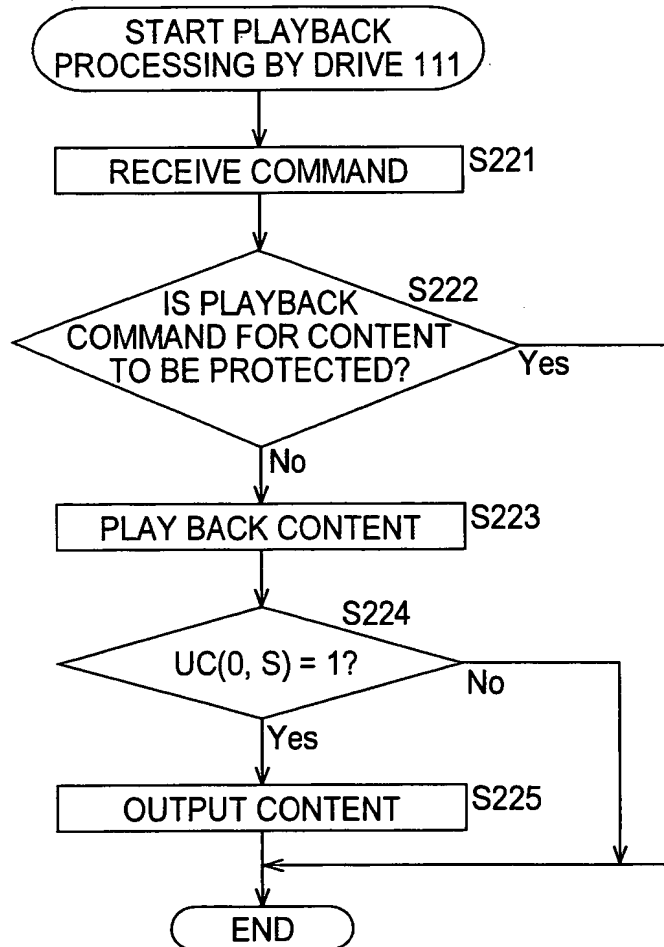 START PLAYBACK
PROCESSING BY DRIVE 111
RECEIVE COMMAND
S221
S222
IS PLAYBACK
COMMAND FOR CONTENT
TO BE PROTECTED?
Yes
No
PLAY BACK CONTENT
S223
S224
UC(0, S) = 1?
No
Yes
OUTPUT CONTENT
S225
END